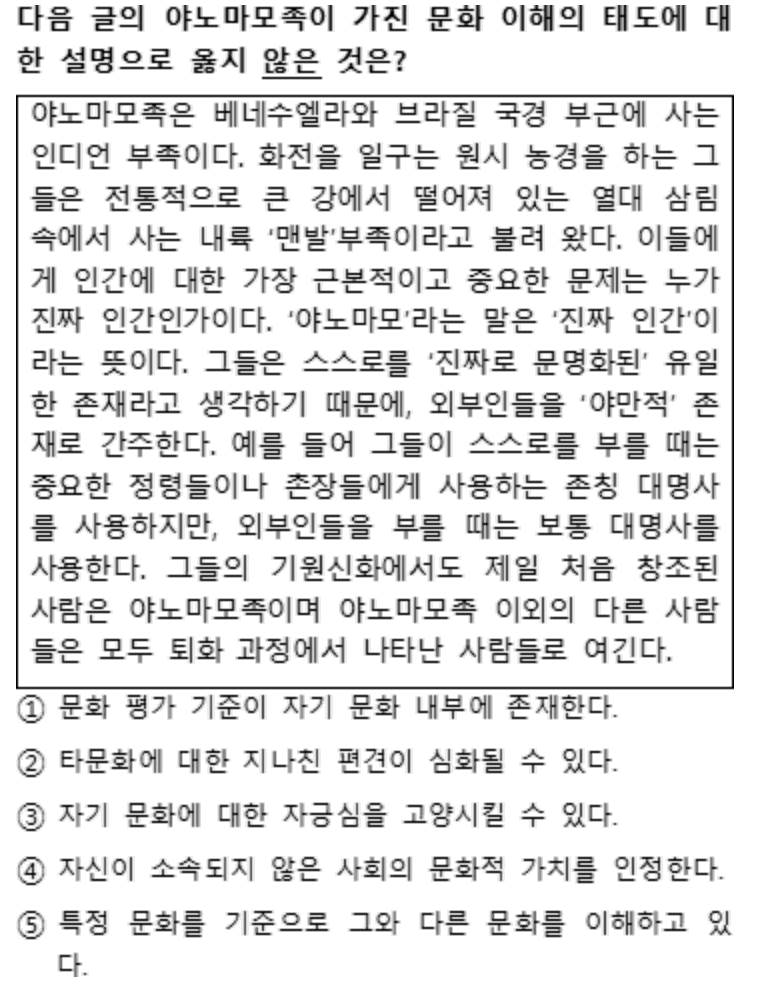 다음 글의 야노마모족이 가진 문화 이해의 태도에 대
한 설명으로 옳지 않은 것은?
야노마모족은 베네수엘라와 브라질 국경 부근에 사는
인디언 부족이다. 화전을 일구는 원시 농경을 하는 그
들은 전통적으로 큰 강에서 떨어져 있는 열대 삼림
속에서 사는 내륙 '맨발'부족이라고 불려 왔다. 이들에
게 인간에 대한 가장 근본적이고 중요한 문제는 누가
진짜 인간인가이다. '야노마모'라는 말은 '진짜 인간'이
라는 뜻이다. 그들은 스스로를 '진짜로 문명화된' 유일
한 존재라고 생각하기 때문에, 외부인들을 '야만적' 존
재로 간주한다. 예를 들어 그들이 스스로를 부를 때는
중요한 정령들이나 촌장들에게 사용하는 존칭 대명사
를 사용하지만, 외부인들을 부를 때는 보통 대명사를
사용한다. 그들의 기원신화에서도 제일 처음 창조된
사람은 야노마모족이며 야노마모족 이외의 다른 사람
들은 모두 퇴화 과정에서 나타난 사람들로 여긴다.
① 문화 평가 기준이 자기 문화 내부에 존재한다.
② 타문화에 대한 지나친 편견이 심화될 수 있다.
③ 자기 문화에 대한 자긍심을 고양시킬 수 있다.
④ 자신이 소속되지 않은 사회의 문화적 가치를 인정한다.
⑤ 특정 문화를 기준으로 그와 다른 문화를 이해하고 있
다.